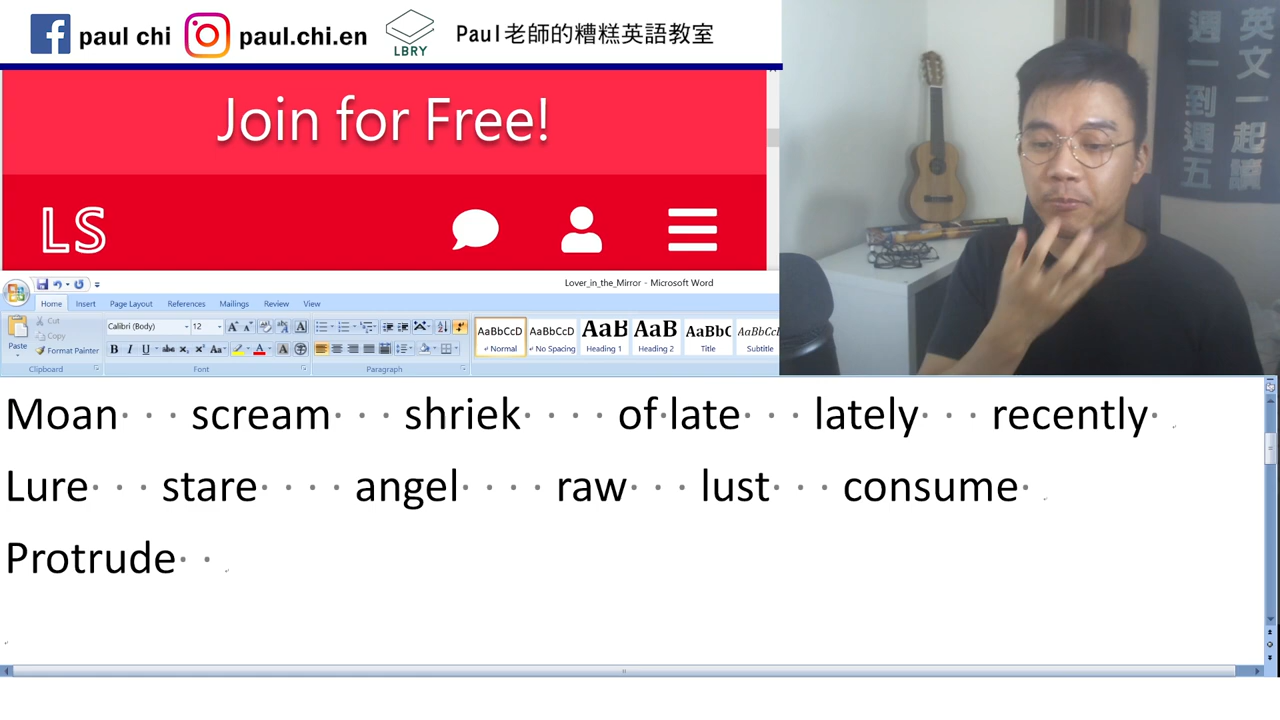 paul chi paul.chi.en LBRY Paul老師的糟糕英語教室
Join for Free!
LS
Lover_in_the_Mirror - Microsoft Word
Home Insert Page Layout References Mailings Review View
Paste Cut Copy Format Painter
Calibri (Body) 12
AaBbCcD AaBbCcD AaBb AaB AaBbC AaBbCc
Normal No Spacing Heading 1 Heading 2 Title Subtitle
Clipboard Font Paragraph
英文一起讀
週一到週五
Moan scream shriek of late lately recently
Lure stare angel raw lust consume
Protrude